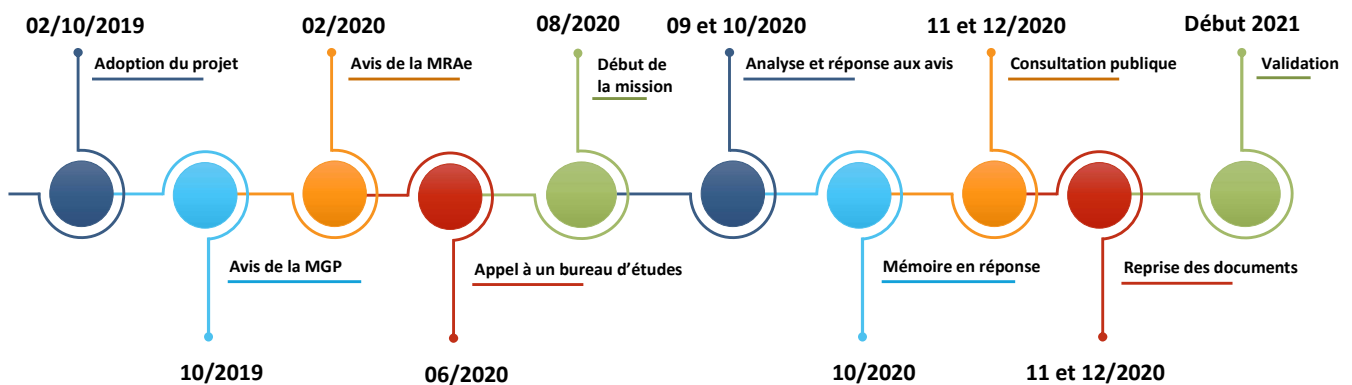 02/10/2019
Adoption du projet
10/2019
Avis de la MGP
02/2020
Avis de la MRAe
06/2020
Appel à un bureau d'études
08/2020
Début de
la mission
09 et 10/2020
Analyse et réponse aux avis
10/2020
Mémoire en réponse
11 et 12/2020
Consultation publique
11 et 12/2020
Reprise des documents
Début 2021
Validation